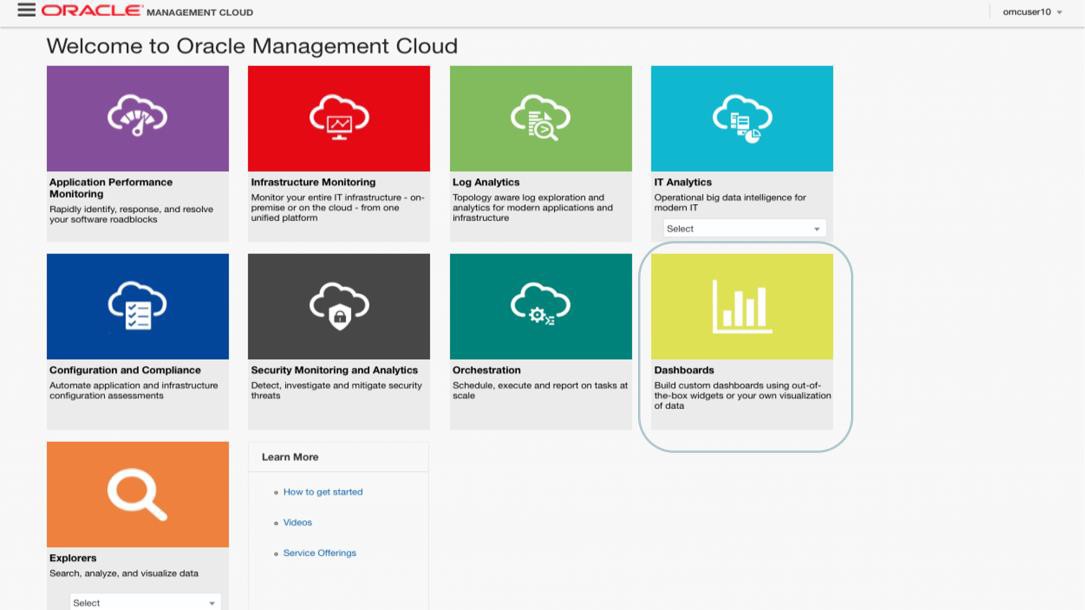 ORACLE MANAGEMENT CLOUD
omcuser10
Welcome to Oracle Management Cloud
Application Performance
Monitoring
Rapidly identify, response, and resolve
your software roadblocks
Infrastructure Monitoring
Monitor your entire IT infrastructure - on-
premise or on the cloud - from one
unified platform
Log Analytics
Topology aware log exploration and
analytics for modern applications and
infrastructure
IT Analytics
Operational big data intelligence for
modern IT
Select
Configuration and Compliance
Automate application and infrastructure
configuration assessments
Security Monitoring and Analytics
Detect, investigate and mitigate security
threats
Orchestration
Schedule, execute and report on tasks at
scale
Dashboards
Build custom dashboards using out-of-
the-box widgets or your own visualization
of data
Explorers
Search, analyze, and visualize data
Select
Learn More
How to get started
Videos
Service Offerings